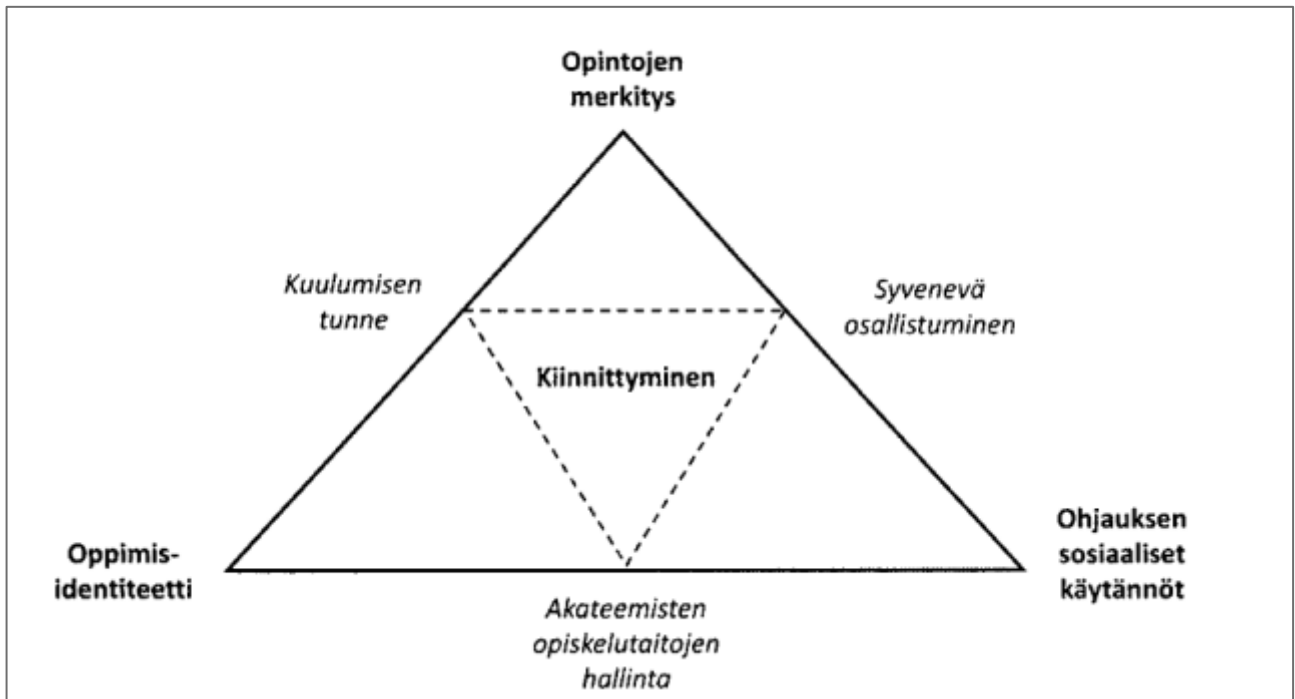 Opintojen
merkitys
Kuulumisen
tunne
Syvenevä
osallistuminen
Kiinnittyminen
Oppimis-
identiteetti
Ohjauksen
sosiaaliset
käytännöt
Akateemisten
opiskelutaitojen
hallinta